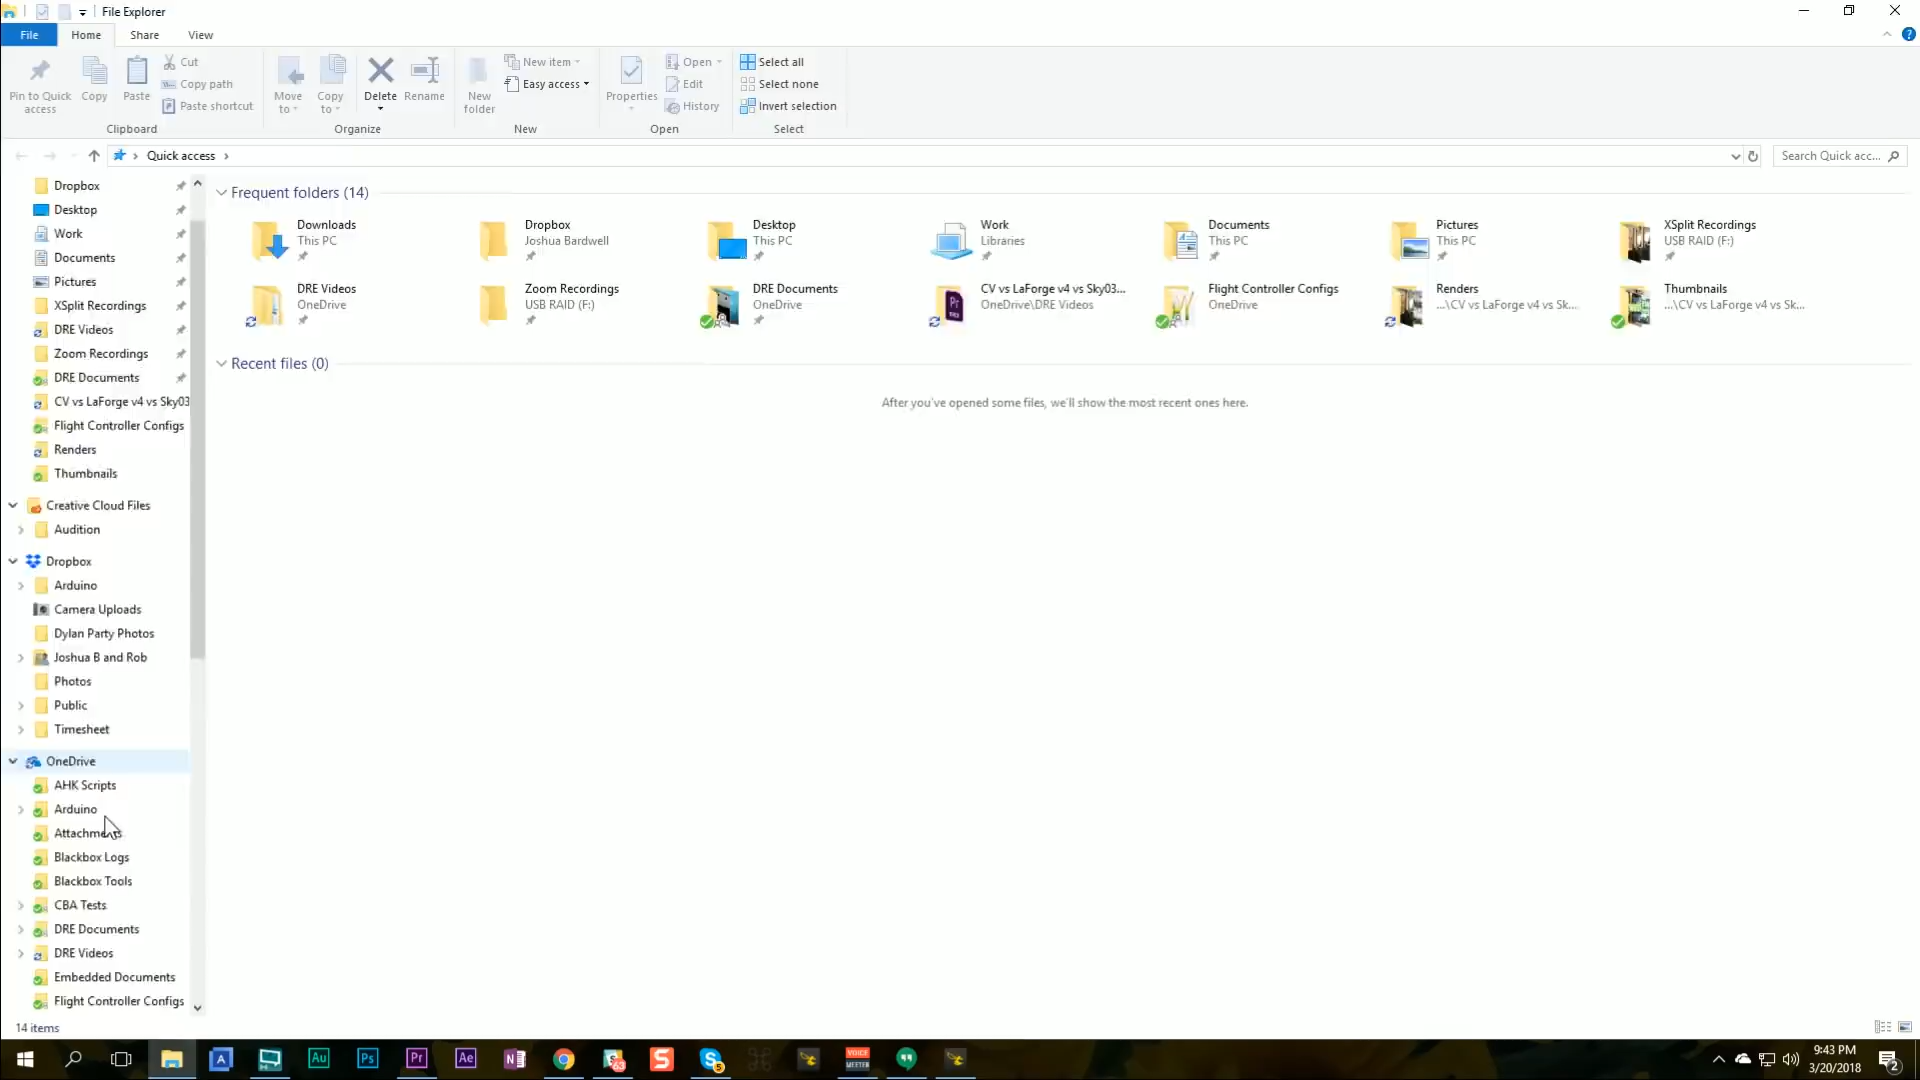 File Explorer
File Home Share View
Pin to Quick access
Copy
Paste
Cut
Copy path
Paste shortcut
Clipboard
Move to
Copy to
Delete
Rename
Organize
New folder
New item
Easy access
New
Properties
Open
Edit
History
Open
Select all
Select none
Invert selection
Select
Quick access
Search Quick acc...
Dropbox
Desktop
Work
Documents
Pictures
XSplit Recordings
DRE Videos
Zoom Recordings
DRE Documents
CV vs LaForge v4 vs Sky03
Flight Controller Configs
Renders
Thumbnails
Creative Cloud Files
Audition
Dropbox
Arduino
Camera Uploads
Dylan Party Photos
Joshua B and Rob
Photos
Public
Timesheet
OneDrive
AHK Scripts
Arduino
Attachments
Blackbox Logs
Blackbox Tools
CBA Tests
DRE Documents
DRE Videos
Embedded Documents
Flight Controller Configs
Frequent folders (14)
Downloads
This PC
Dropbox
Joshua Bardwell
Desktop
This PC
Work
Libraries
Documents
This PC
Pictures
This PC
XSplit Recordings
USB RAID (F:)
DRE Videos
OneDrive
Zoom Recordings
USB RAID (F:)
DRE Documents
OneDrive
CV vs LaForge v4 vs Sky03...
OneDrive\DRE Videos
Flight Controller Configs
OneDrive
Renders
...\CV vs LaForge v4 vs Sk...
Thumbnails
...\CV vs LaForge v4 vs Sk...
Recent files (0)
After you've opened some files, we'll show the most recent ones here.
14 items
A
Au
Ps
Pr
Ae
N
63
S
5
VOICE
MEETER
9:43 PM
3/20/2018
2